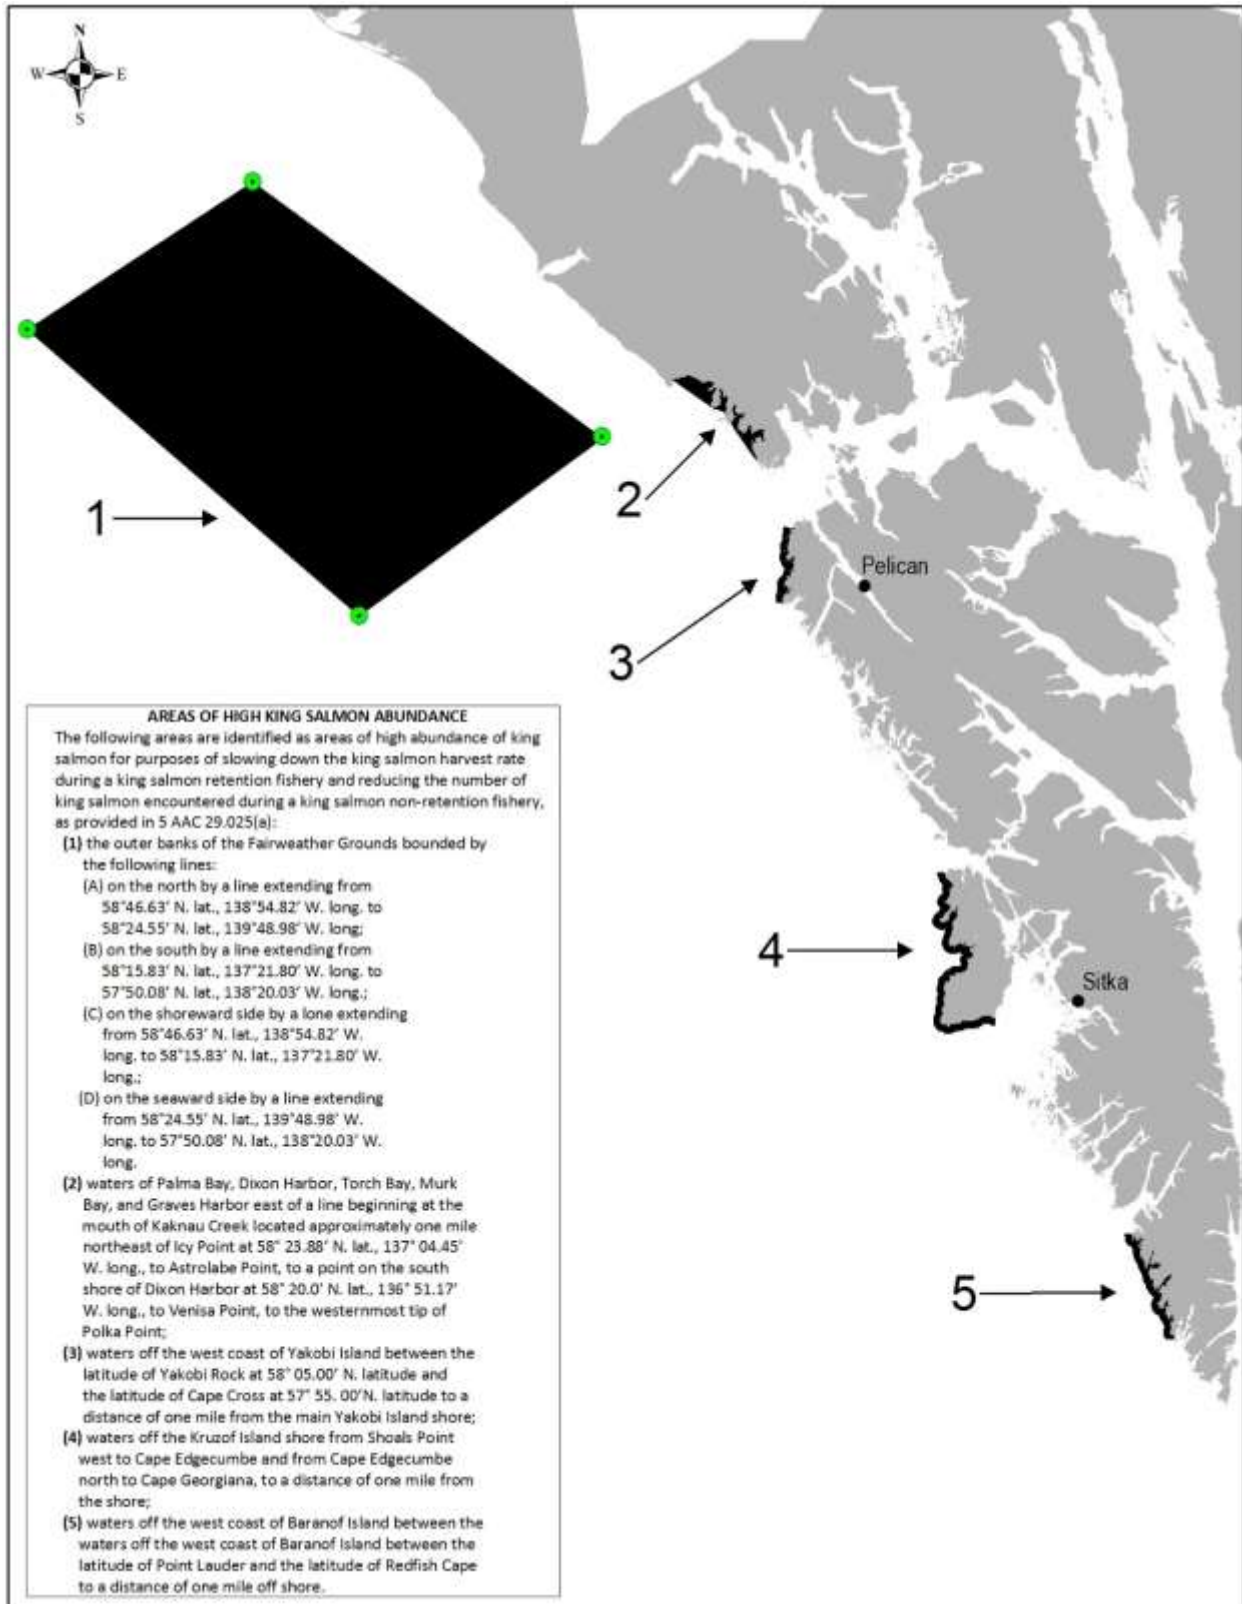 N
W E
S
1
2
3
Pelican
4
Sitka
5
AREAS OF HIGH KING SALMON ABUNDANCE
The following areas are identified as areas of high abundance of king
salmon for purposes of slowing down the king salmon harvest rate
during a king salmon retention fishery and reducing the number of
king salmon encountered during a king salmon non-retention fishery,
as provided in 5 AAC 29.025(a):
(1) the outer banks of the Fairweather Grounds bounded by
the following lines:
(A) on the north by a line extending from
58°46.63' N. lat., 138°54.82' W. long. to
58°24.55' N. lat., 139°48.98' W. long;
(B) on the south by a line extending from
58°15.83' N. lat., 137°21.80' W. long. to
57°50.08' N. lat., 138°20.03' W. long.;
(C) on the shoreward side by a lone extending
from 58°46.63' N. lat., 138°54.82' W.
long. to 58°15.83' N. lat., 137°21.80' W.
long.;
(D) on the seaward side by a line extending
from 58°24.55' N. lat., 139°48.98' W.
long. to 57°50.08' N. lat., 138°20.03' W.
long.
(2) waters of Palma Bay, Dixon Harbor, Torch Bay, Murk
Bay, and Graves Harbor east of a line beginning at the
mouth of Kaknau Creek located approximately one mile
northeast of Icy Point at 58° 23.88' N. lat., 137° 04.45'
W. long., to Astrolabe Point, to a point on the south
shore of Dixon Harbor at 58° 20.0' N. lat., 136° 51.17'
W. long., to Venisa Point, to the westernmost tip of
Polka Point;
(3) waters off the west coast of Yakobi Island between the
latitude of Yakobi Rock at 58° 05.00' N. latitude and
the latitude of Cape Cross at 57° 55. 00'N. latitude to a
distance of one mile from the main Yakobi Island shore;
(4) waters off the Kruzof Island shore from Shoals Point
west to Cape Edgecumbe and from Cape Edgecumbe
north to Cape Georgiana, to a distance of one mile from
the shore;
(5) waters off the west coast of Baranof Island between the
waters off the west coast of Baranof Island between the
latitude of Point Lauder and the latitude of Redfish Cape
to a distance of one mile off shore.